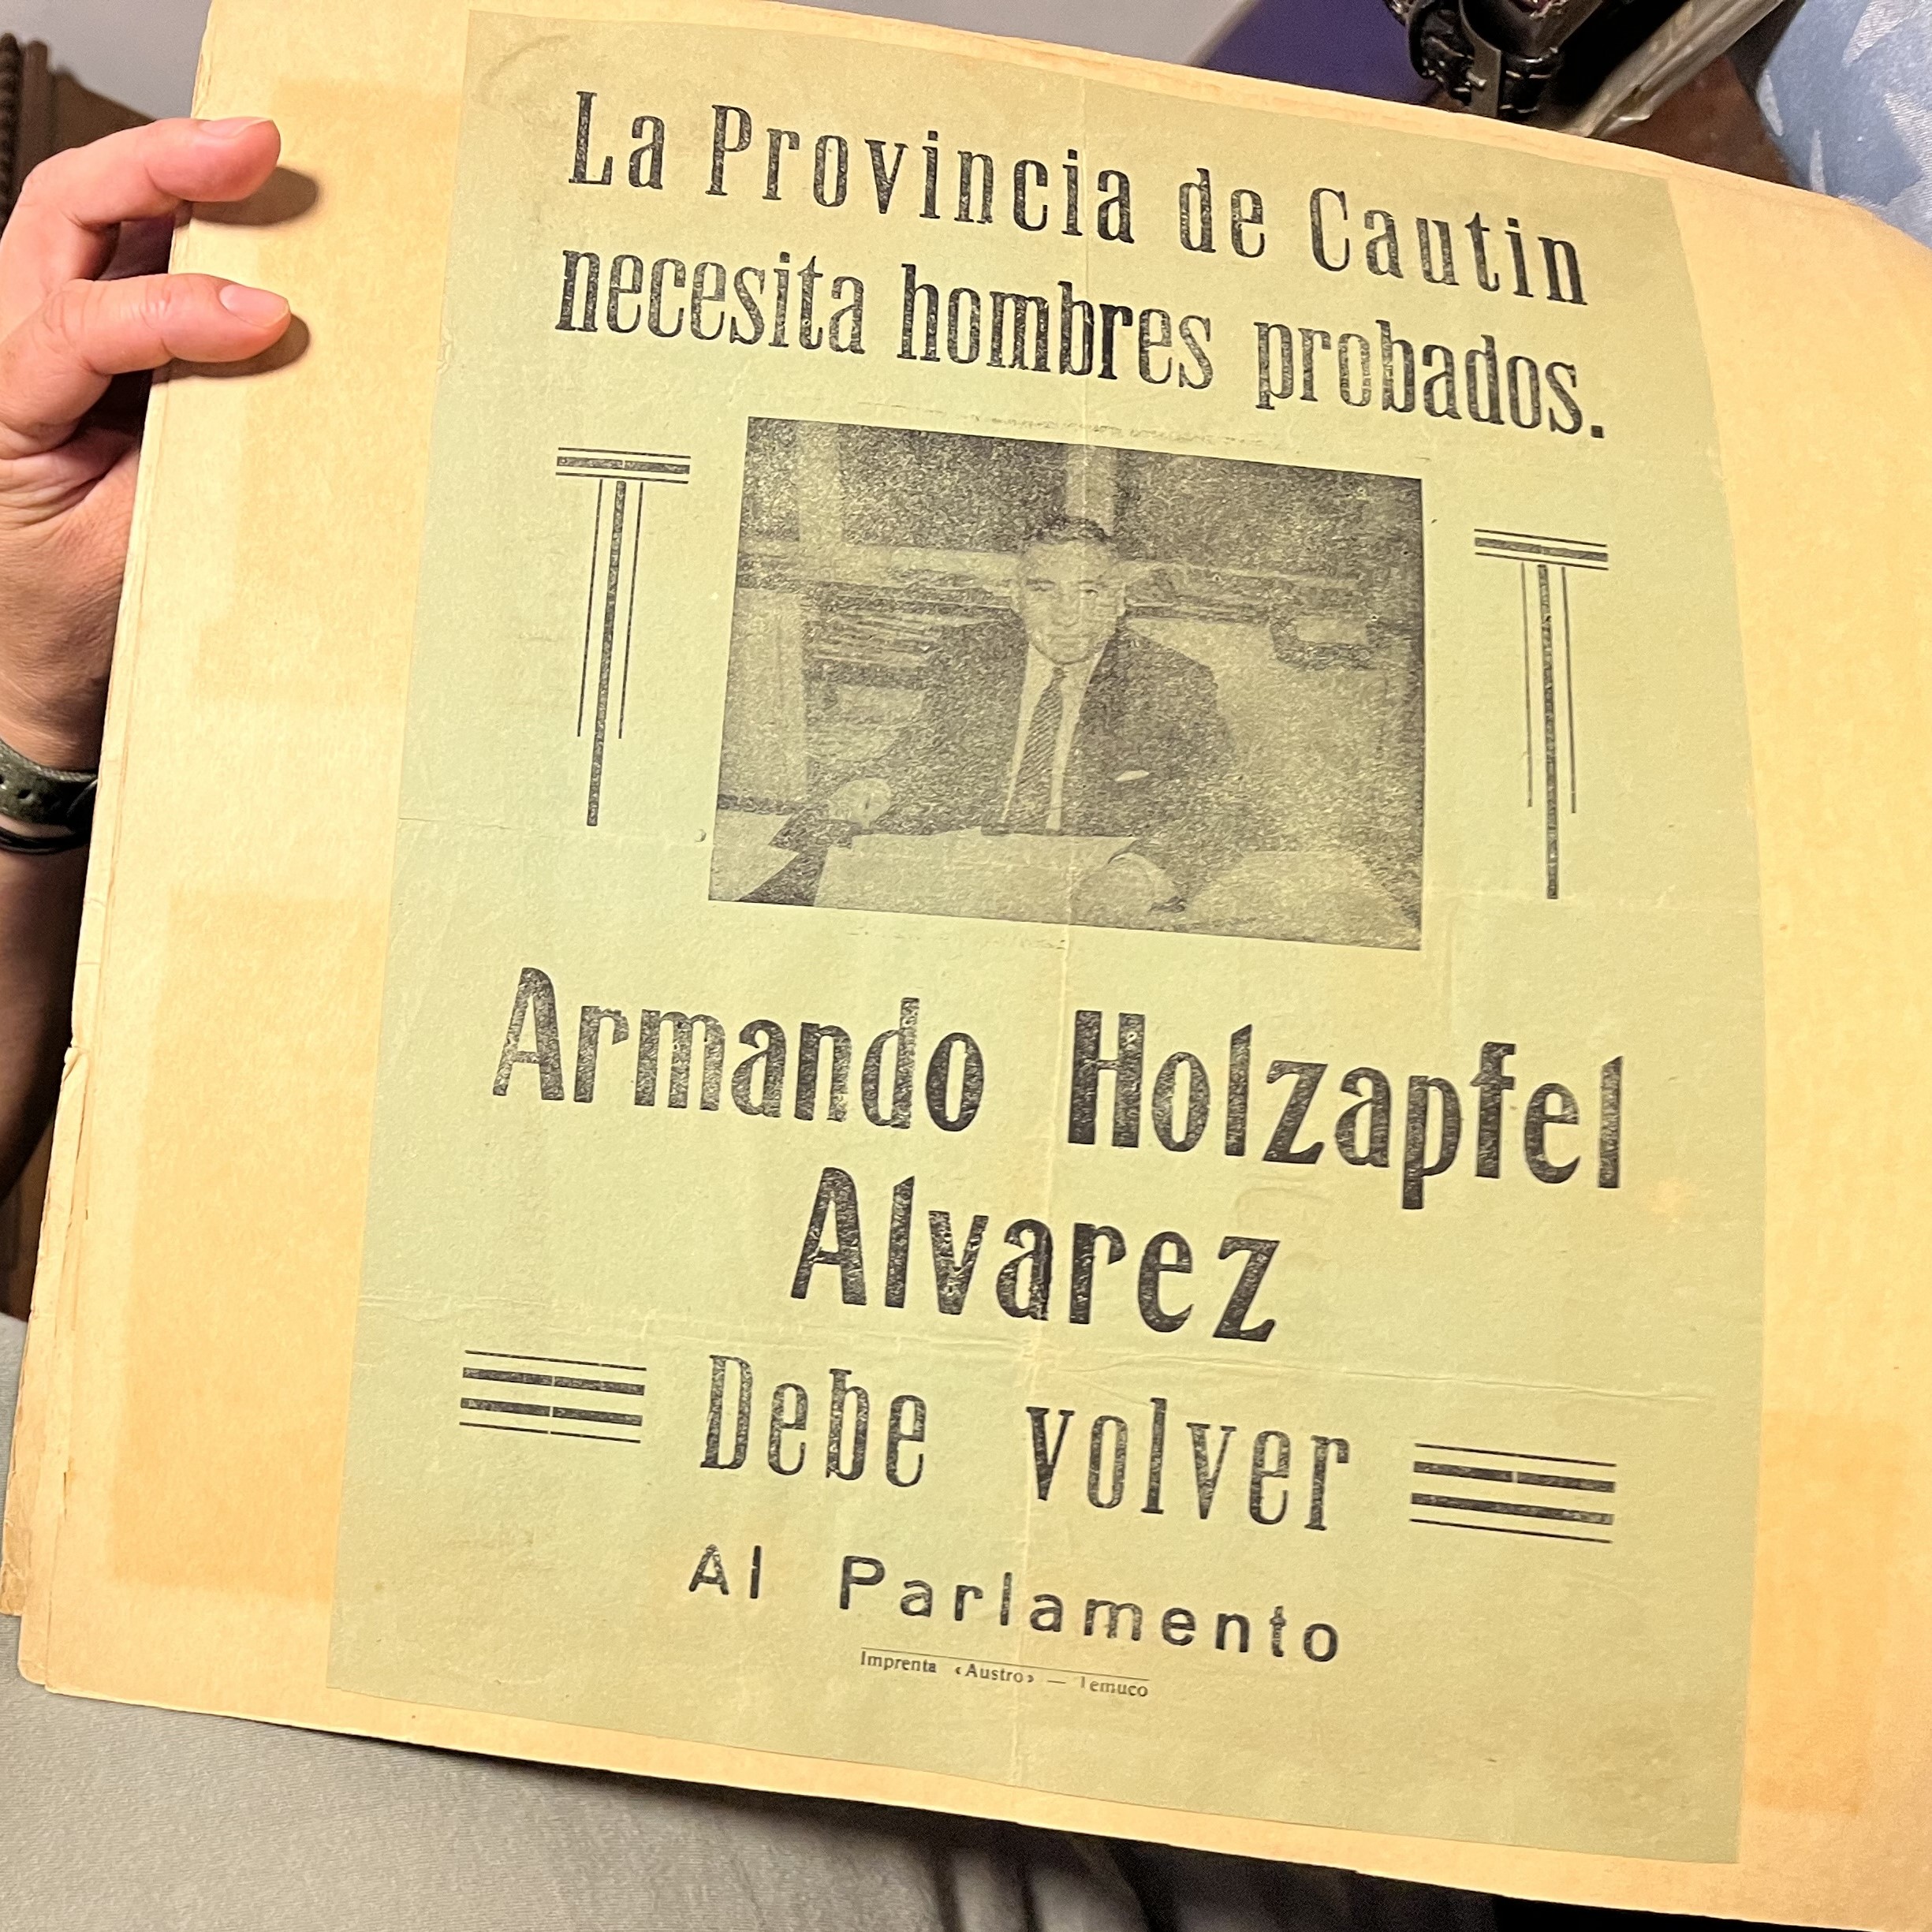 La Provincia de Cautin
necesita hombres probados.
Armando Holzapfel
Alvarez
Debe volver
Al Parlamento
Imprenta «Austro» — Temuco